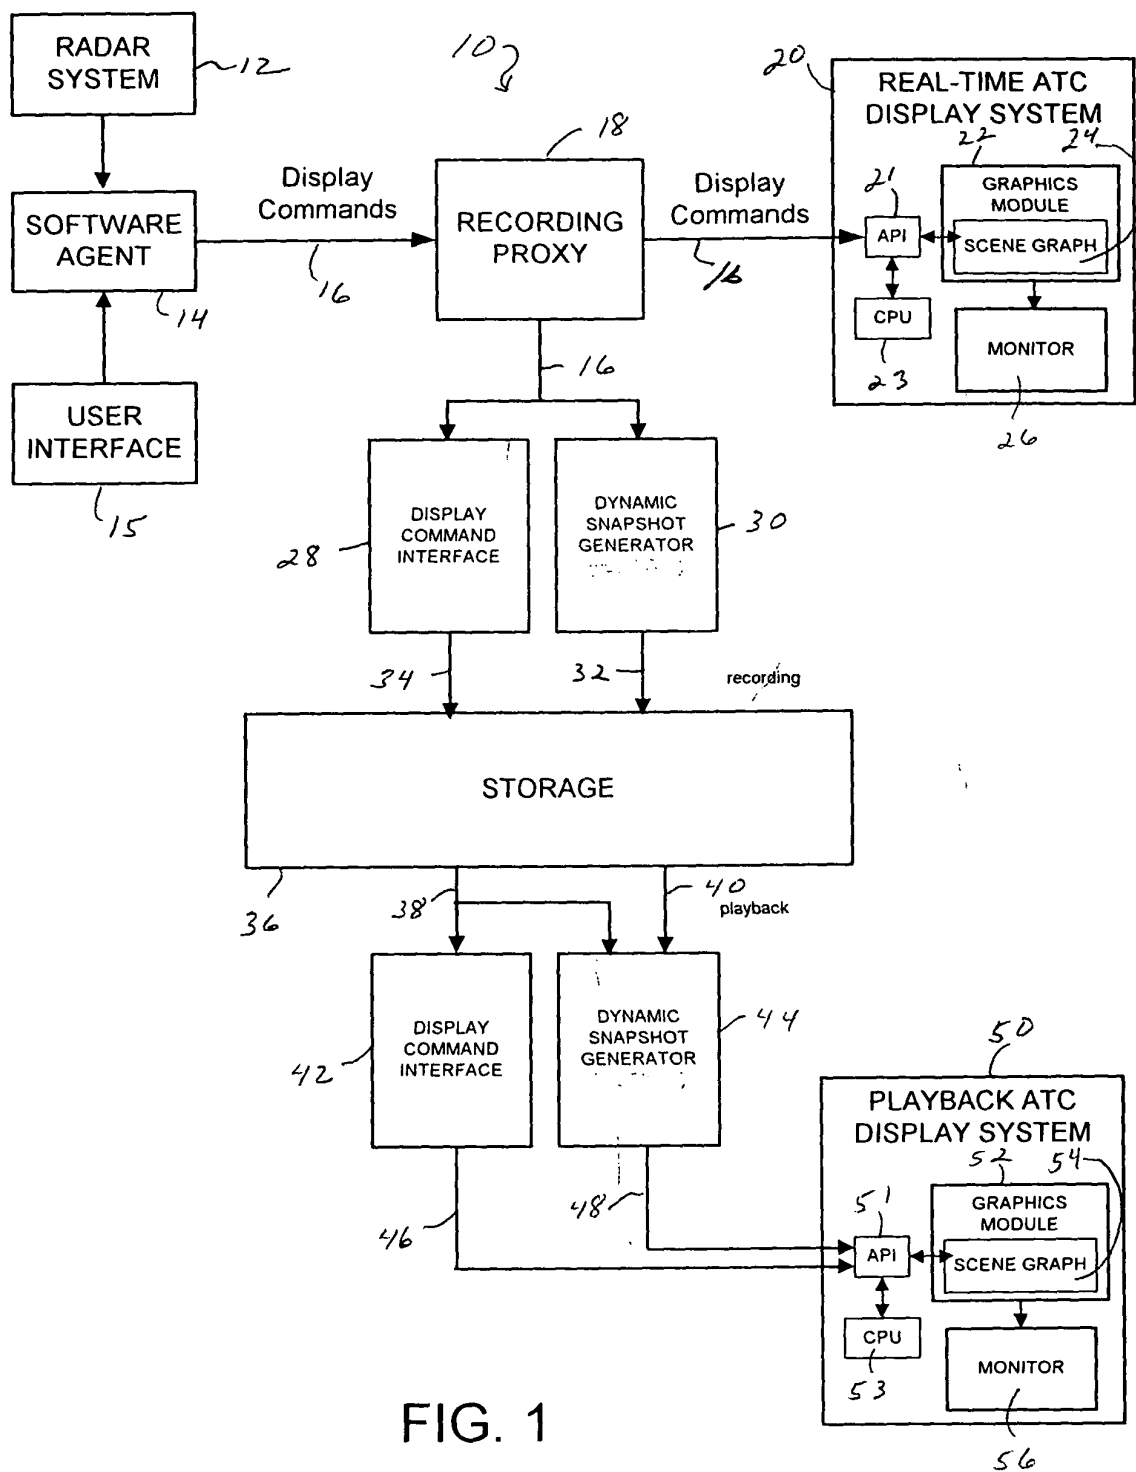 RADAR
SYSTEM
12
10
20
REAL-TIME ATC
DISPLAY SYSTEM
22
24
18
21
Display
Commands
Display
Commands
GRAPHICS
MODULE
SOFTWARE
AGENT
RECORDING
PROXY
API
SCENE GRAPH
16
16
14
CPU
23
MONITOR
26
16
USER
INTERFACE
15
DISPLAY
COMMAND
INTERFACE
28
DYNAMIC
SNAPSHOT
GENERATOR
30
34
32
recording
STORAGE
36
38
40
playback
DISPLAY
COMMAND
INTERFACE
42
DYNAMIC
SNAPSHOT
GENERATOR
44
46
48
50
PLAYBACK ATC
DISPLAY SYSTEM
52
54
51
GRAPHICS
MODULE
API
SCENE GRAPH
CPU
53
MONITOR
56
FIG. 1